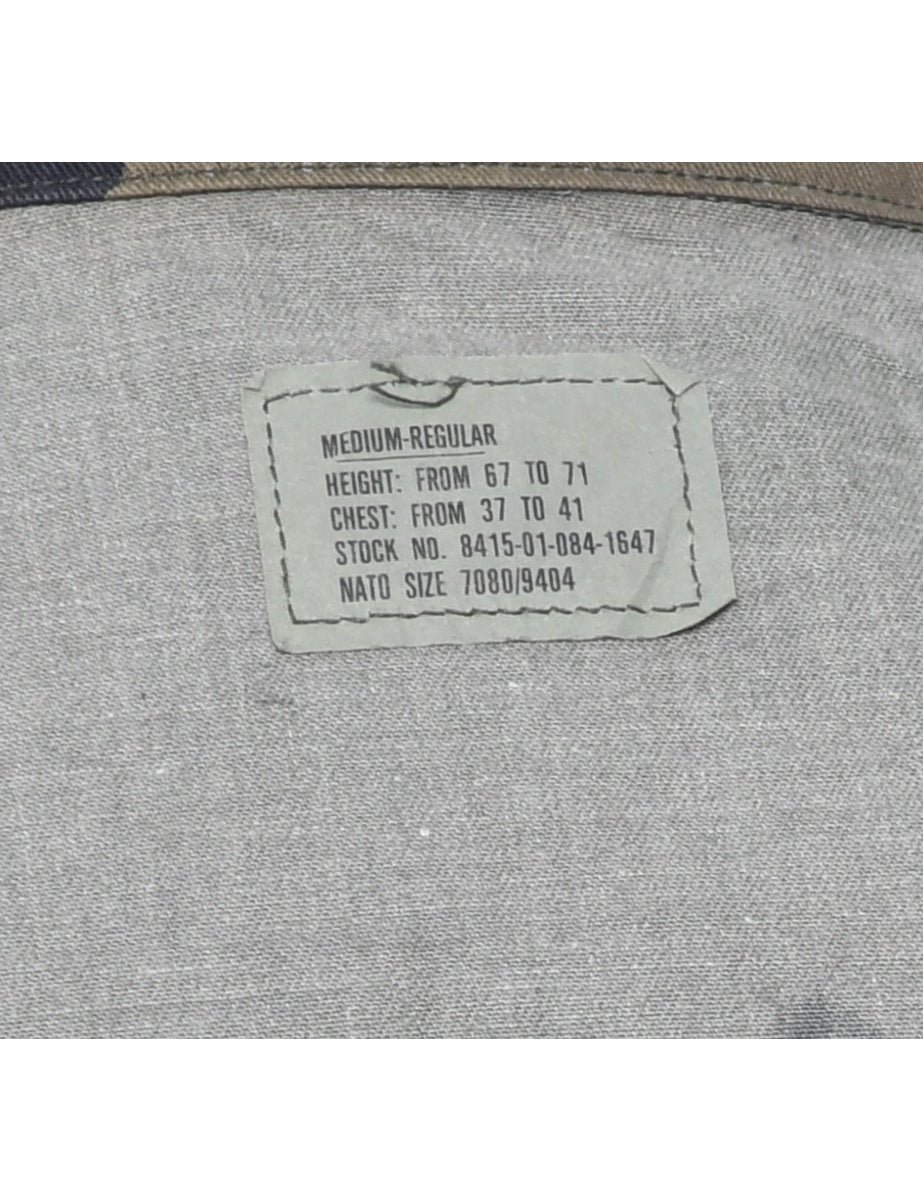 MEDIUM-REGULAR
HEIGHT: FROM 67 TO 71
CHEST: FROM 37 TO 41
STOCK NO. 8415-01-084-1647
NATO SIZE 7080/9404